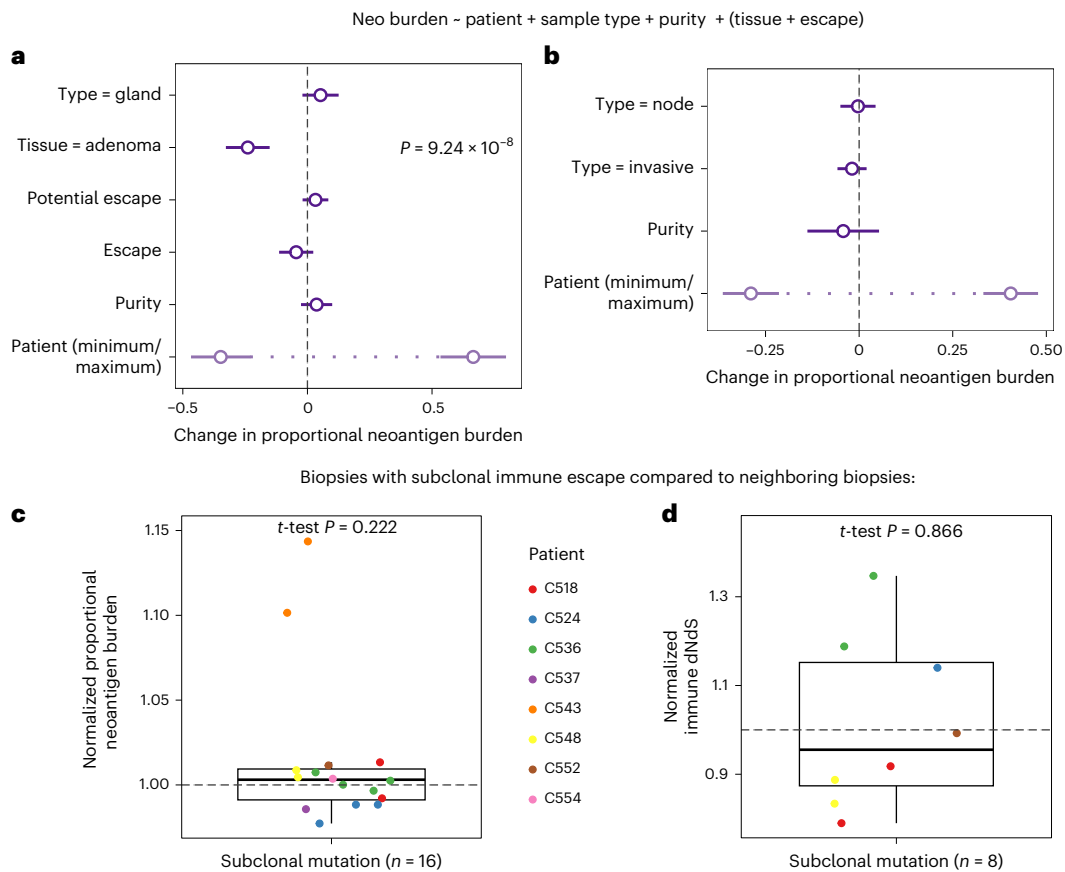 Neo burden ~ patient + sample type + purity + (tissue + escape)
a
Type = gland
Tissue = adenoma
P = 9.24 × 10⁻⁸
Potential escape
Escape
Purity
Patient (minimum/
maximum)
−0.5
0
0.5
Change in proportional neoantigen burden
b
Type = node
Type = invasive
Purity
Patient (minimum/
maximum)
−0.25
0
0.25
0.50
Change in proportional neoantigen burden
Biopsies with subclonal immune escape compared to neighboring biopsies:
c
t-test P = 0.222
Normalized proportional
neoantigen burden
1.15
1.10
1.05
1.00
Subclonal mutation (n = 16)
Patient
C518
C524
C536
C537
C543
C548
C552
C554
d
t-test P = 0.866
Normalized
immune dNdS
1.3
1.1
0.9
Subclonal mutation (n = 8)